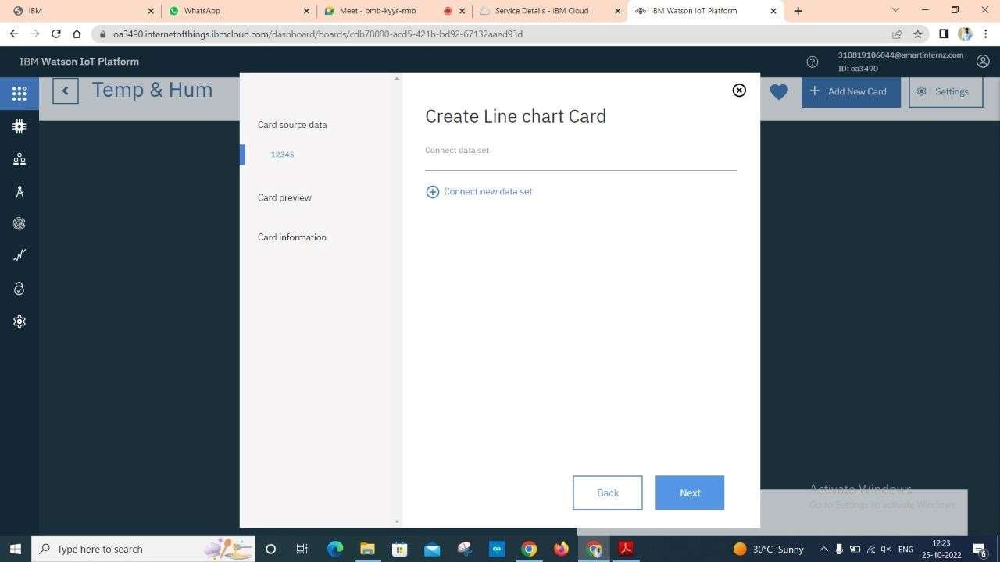 IBM
WhatsApp
Meet - bmb-kyys-rmb
Service Details - IBM Cloud
IBM Watson IoT Platform
oa3490.internetofthings.ibmcloud.com/dashboard/boards/cdb78080-acd5-421b-bd92-67132aaed93d
IBM Watson IoT Platform
310819106044@smartinternz.com
ID: oa3490
Temp & Hum
Add New Card
Settings
Card source data
12345
Card preview
Card information
Create Line chart Card
Connect data set
Connect new data set
Back
Next
Activate Windows
Go to Settings to activate Windows.
Type here to search
30°C Sunny
ENG
12:23
25-10-2022
6